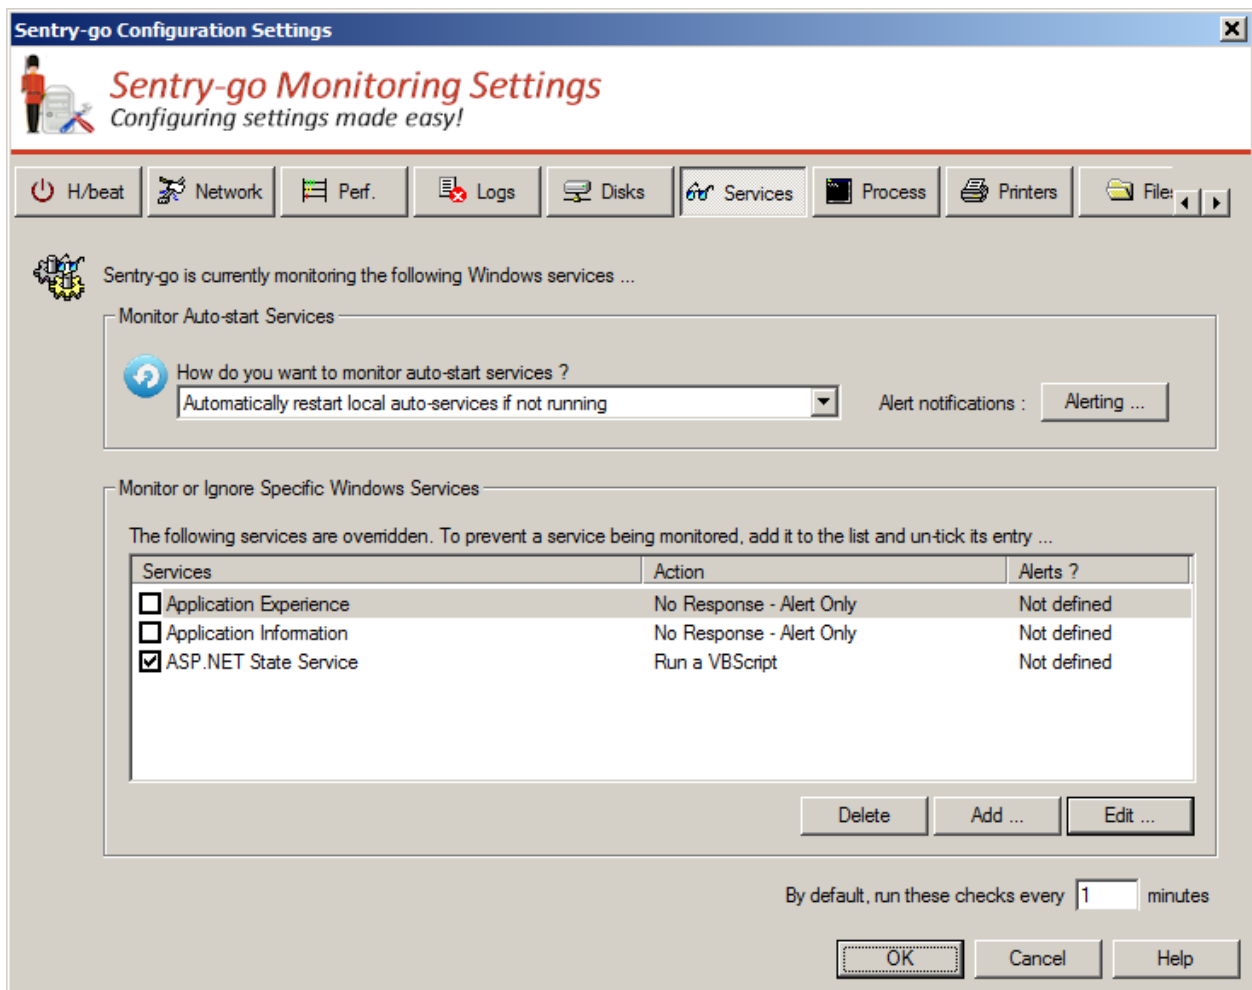 Sentry-go Configuration Settings
Sentry-go Monitoring Settings
Configuring settings made easy!
H/beat Network Perf. Logs Disks Services Process Printers
Sentry-go is currently monitoring the following Windows services ...
Monitor Auto-start Services
How do you want to monitor auto-start services ?
Automatically restart local auto-services if not running Alert notifications : Alerting ...
Monitor or Ignore Specific Windows Services
The following services are overridden. To prevent a service being monitored, add it to the list and un-tick its entry ...
Services Action Alerts ?
Application Experience No Response - Alert Only Not defined
Application Information No Response - Alert Only Not defined
ASP.NET State Service Run a VBScript Not defined
Delete Add ... Edit ...
By default, run these checks every 1 minutes
OK Cancel Help